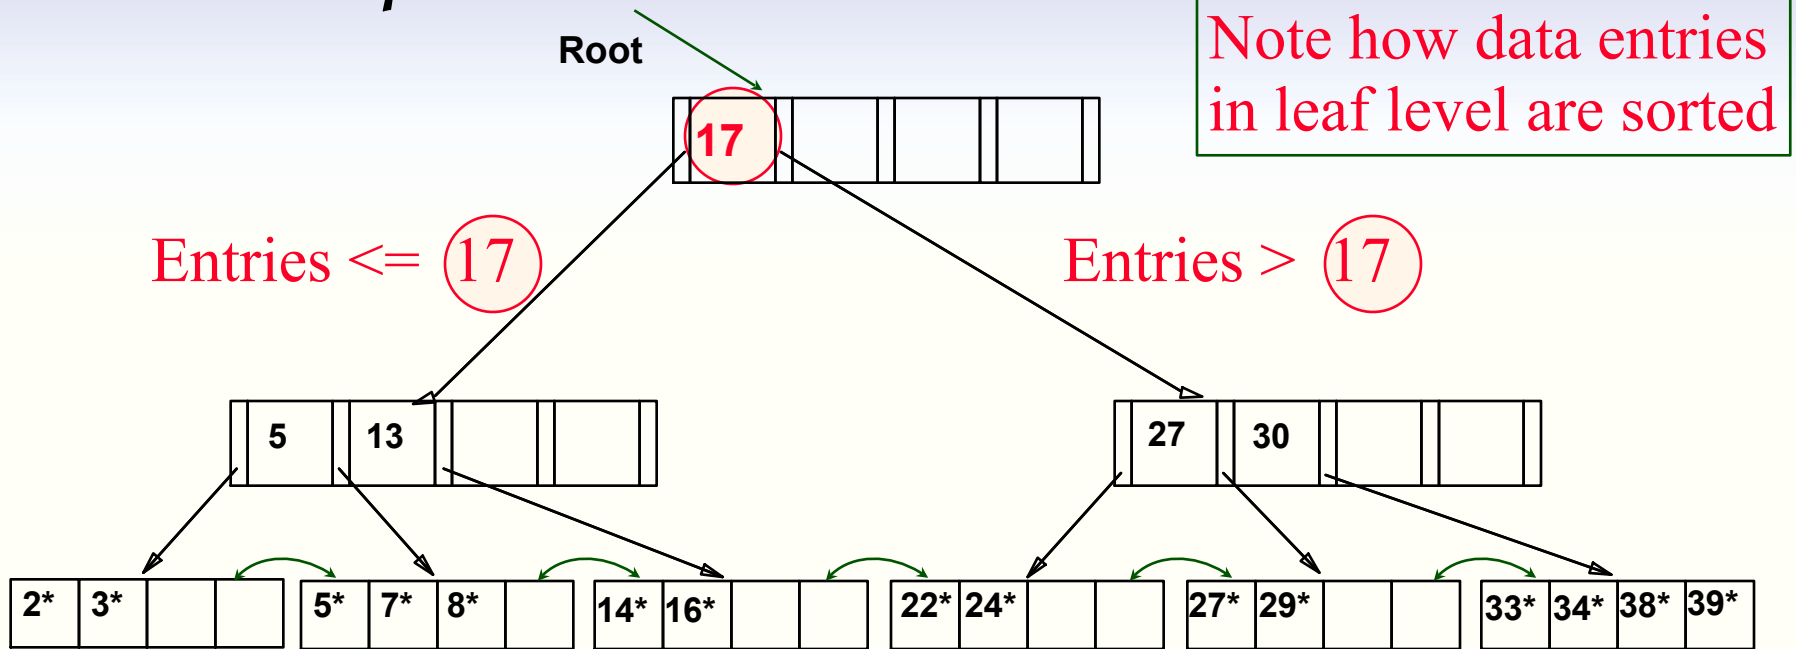 Root
Note how data entries
in leaf level are sorted
17
Entries <= 17
Entries > 17
5 13
27 30
2* 3*
5* 7* 8*
14* 16*
22* 24*
27* 29*
33* 34* 38* 39*